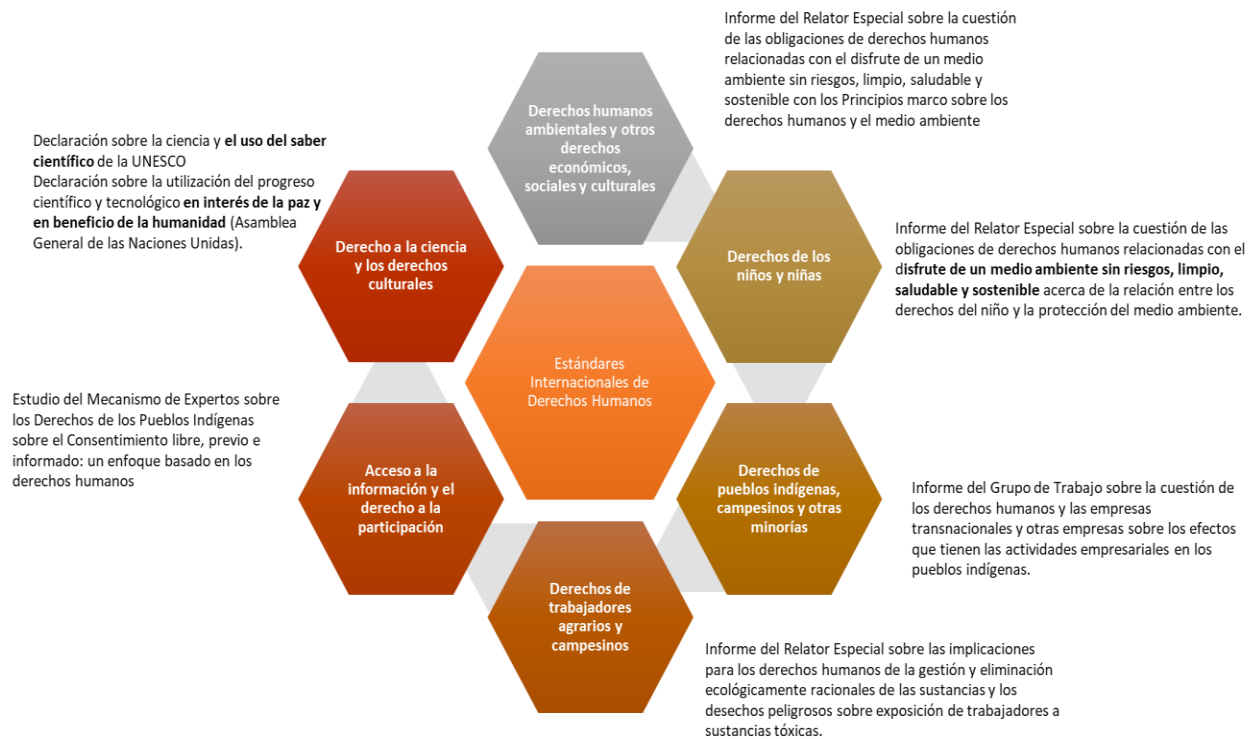 Informe del Relator Especial sobre la cuestión
de las obligaciones de derechos humanos
relacionadas con el disfrute de un medio
ambiente sin riesgos, limpio, saludable y
sostenible con los Principios marco sobre los
derechos humanos y el medio ambiente
Derechos humanos
ambientales y otros
derechos
económicos,
sociales y culturales
Declaración sobre la ciencia y el uso del saber
científico de la UNESCO
Declaración sobre la utilización del progreso
científico y tecnológico en interés de la paz y
en beneficio de la humanidad (Asamblea
General de las Naciones Unidas).
Derecho a la ciencia
y los derechos
culturales
Derechos de los
niños y niñas
Informe del Relator Especial sobre la cuestión de las
obligaciones de derechos humanos relacionadas con el
disfrute de un medio ambiente sin riesgos, limpio,
saludable y sostenible acerca de la relación entre los
derechos del niño y la protección del medio ambiente.
Estándares
Internacionales de
Derechos Humanos
Estudio del Mecanismo de Expertos sobre
los Derechos de los Pueblos Indígenas
sobre el Consentimiento libre, previo e
informado: un enfoque basado en los
derechos humanos
Acceso a la
información y el
derecho a la
participación
Derechos de
pueblos indígenas,
campesinos y otras
minorías
Informe del Grupo de Trabajo sobre la cuestión de
los derechos humanos y las empresas
transnacionales y otras empresas sobre los efectos
que tienen las actividades empresariales en los
pueblos indígenas.
Derechos de
trabajadores
agrarios y
campesinos
Informe del Relator Especial sobre las implicaciones
para los derechos humanos de la gestión y eliminación
ecológicamente racionales de las sustancias y los
desechos peligrosos sobre exposición de trabajadores a
sustancias tóxicas.